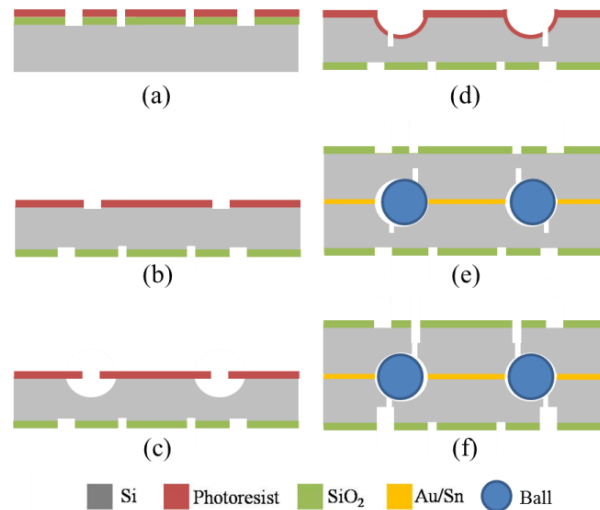 (a)
(b)
(c)
(d)
(e)
(f)
Si Photoresist SiO₂ Au/Sn Ball